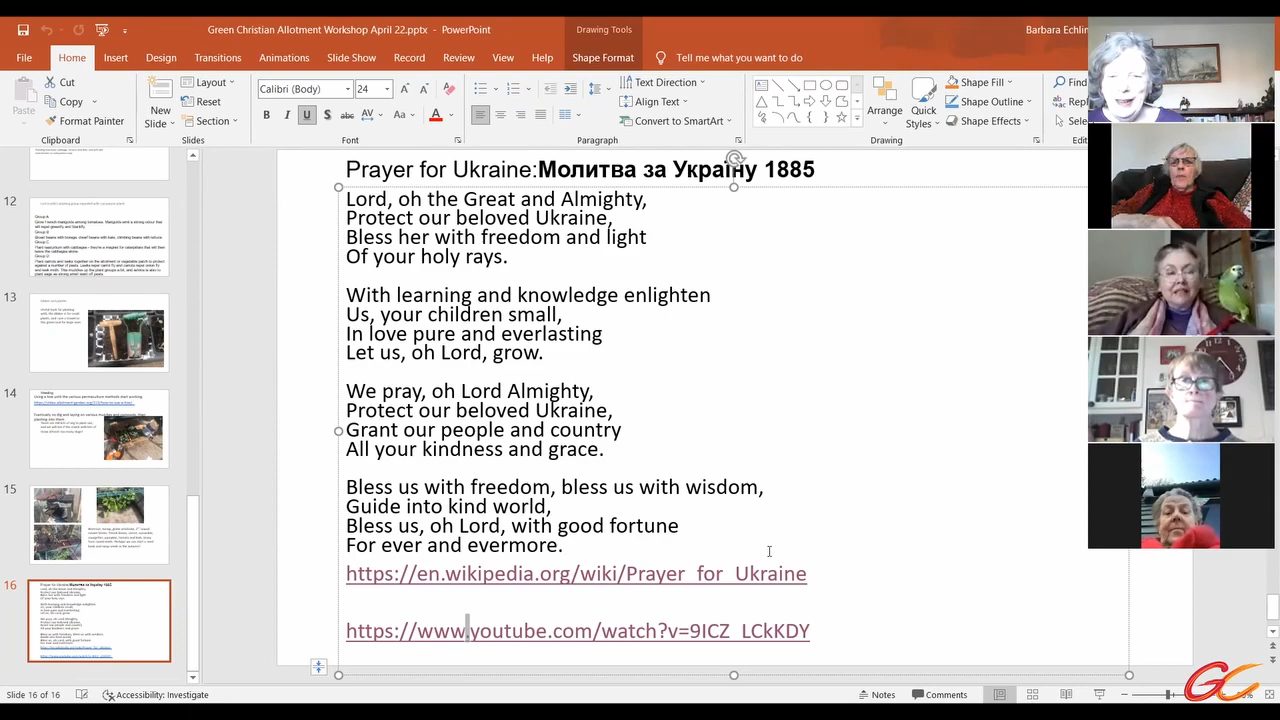 Green Christian Allotment Workshop April 22.pptx - PowerPoint
Drawing Tools
Barbara Echlin
File Home Insert Design Transitions Animations Slide Show Record Review View Help Shape Format Tell me what you want to do
Paste
Cut
Copy
Format Painter
Clipboard
New Slide
Layout
Reset
Section
Slides
Calibri (Body) 24
B I U S abc AV Aa A
Font
Text Direction
Align Text
Convert to SmartArt
Paragraph
Arrange
Quick Styles
Shape Fill
Shape Outline
Shape Effects
Drawing
Find
12
13
14
15
16
Prayer for Ukraine:Молитва за Україну 1885
Lord, oh the Great and Almighty,
Protect our beloved Ukraine,
Bless her with freedom and light
Of your holy rays.
With learning and knowledge enlighten
Us, your children small,
In love pure and everlasting
Let us, oh Lord, grow.
We pray, oh Lord Almighty,
Protect our beloved Ukraine,
Grant our people and country
All your kindness and grace.
Bless us with freedom, bless us with wisdom,
Guide into kind world,
Bless us, oh Lord, with good fortune
For ever and evermore.
https://en.wikipedia.org/wiki/Prayer_for_Ukraine
https://www.youtube.com/watch?v=9ICZ_LCkKDY
Slide 16 of 16
Accessibility: Investigate
Notes
Comments
GC